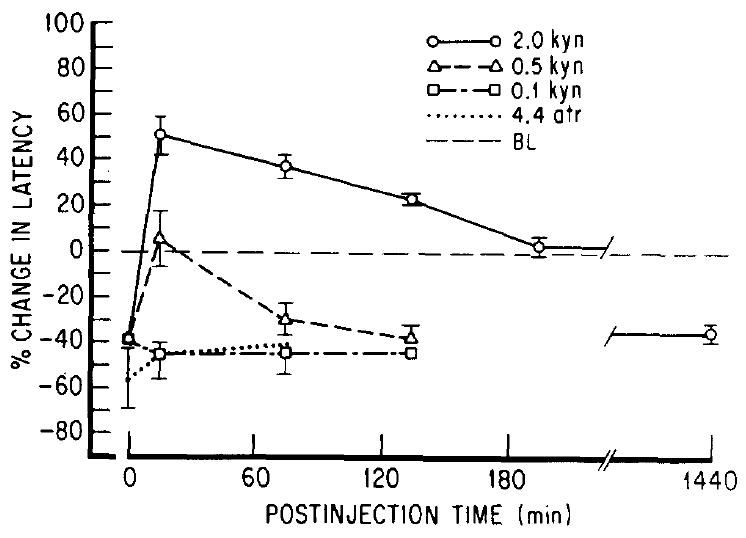 100
80
60
40
20
0
-20
-40
-60
-80
% CHANGE IN LATENCY
2.0 kyn
0.5 kyn
0.1 kyn
4.4 atr
BL
0 60 120 180 1440
POSTINJECTION TIME (min)